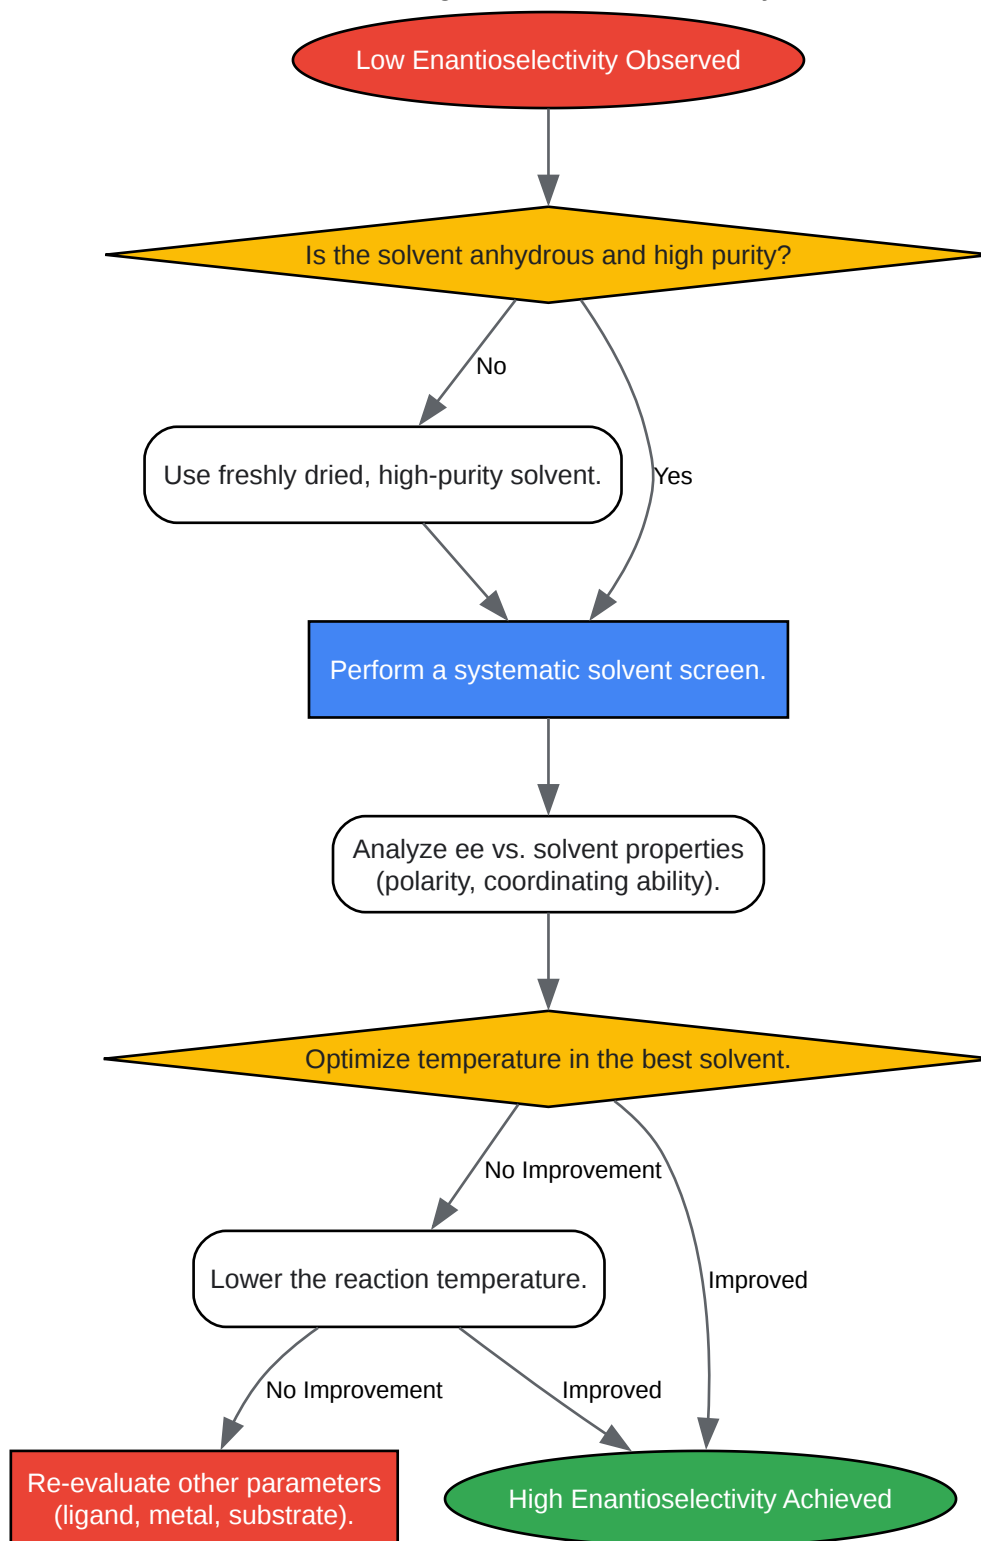 Low Enantioselectivity Observed
Is the solvent anhydrous and high purity?
No
Use freshly dried, high-purity solvent.
Yes
Perform a systematic solvent screen.
Analyze ee vs. solvent properties
(polarity, coordinating ability).
Optimize temperature in the best solvent.
No Improvement
Lower the reaction temperature.
Improved
No Improvement
Improved
Re-evaluate other parameters
(ligand, metal, substrate).
High Enantioselectivity Achieved